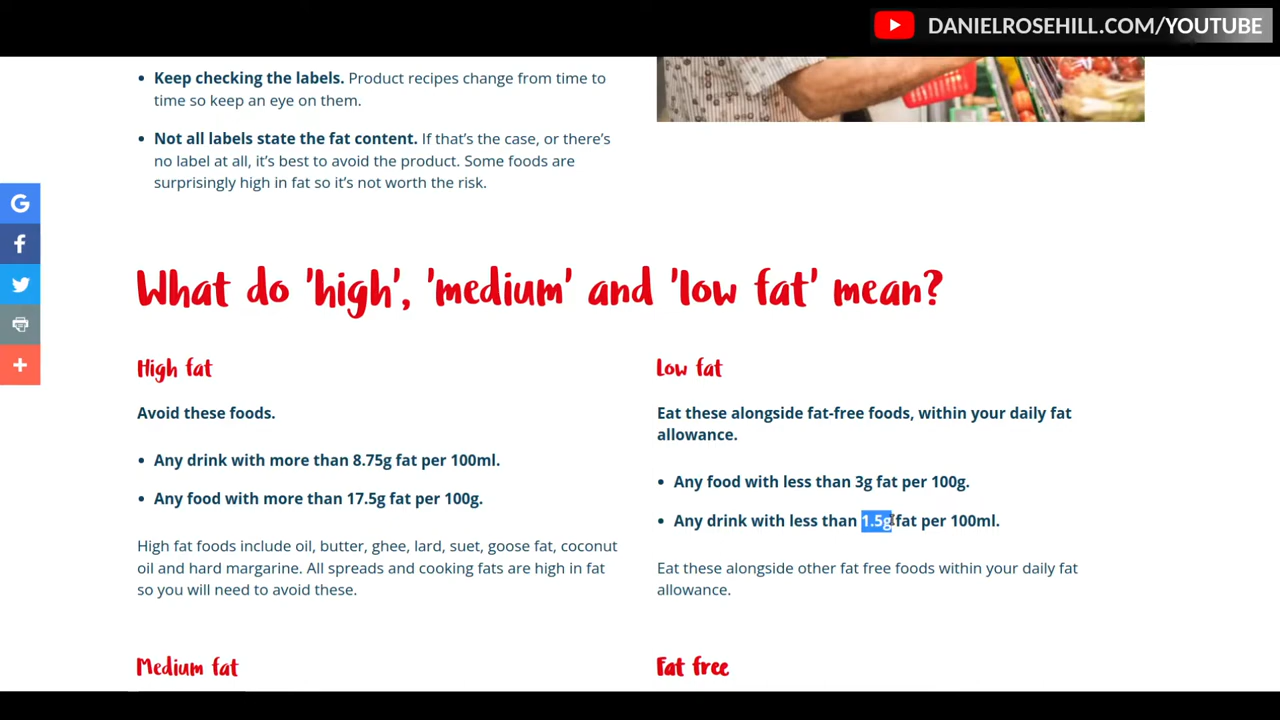 DANIELROSEHILL.COM/YOUTUBE
• Keep checking the labels. Product recipes change from time to
time so keep an eye on them.
• Not all labels state the fat content. If that’s the case, or there’s
no label at all, it’s best to avoid the product. Some foods are
surprisingly high in fat so it’s not worth the risk.
What do 'high', 'medium' and 'low fat' mean?
High fat
Avoid these foods.
• Any drink with more than 8.75g fat per 100ml.
• Any food with more than 17.5g fat per 100g.
High fat foods include oil, butter, ghee, lard, suet, goose fat, coconut
oil and hard margarine. All spreads and cooking fats are high in fat
so you will need to avoid these.
Low fat
Eat these alongside fat-free foods, within your daily fat
allowance.
• Any food with less than 3g fat per 100g.
• Any drink with less than 1.5g fat per 100ml.
Eat these alongside other fat free foods within your daily fat
allowance.
Medium fat
Fat free